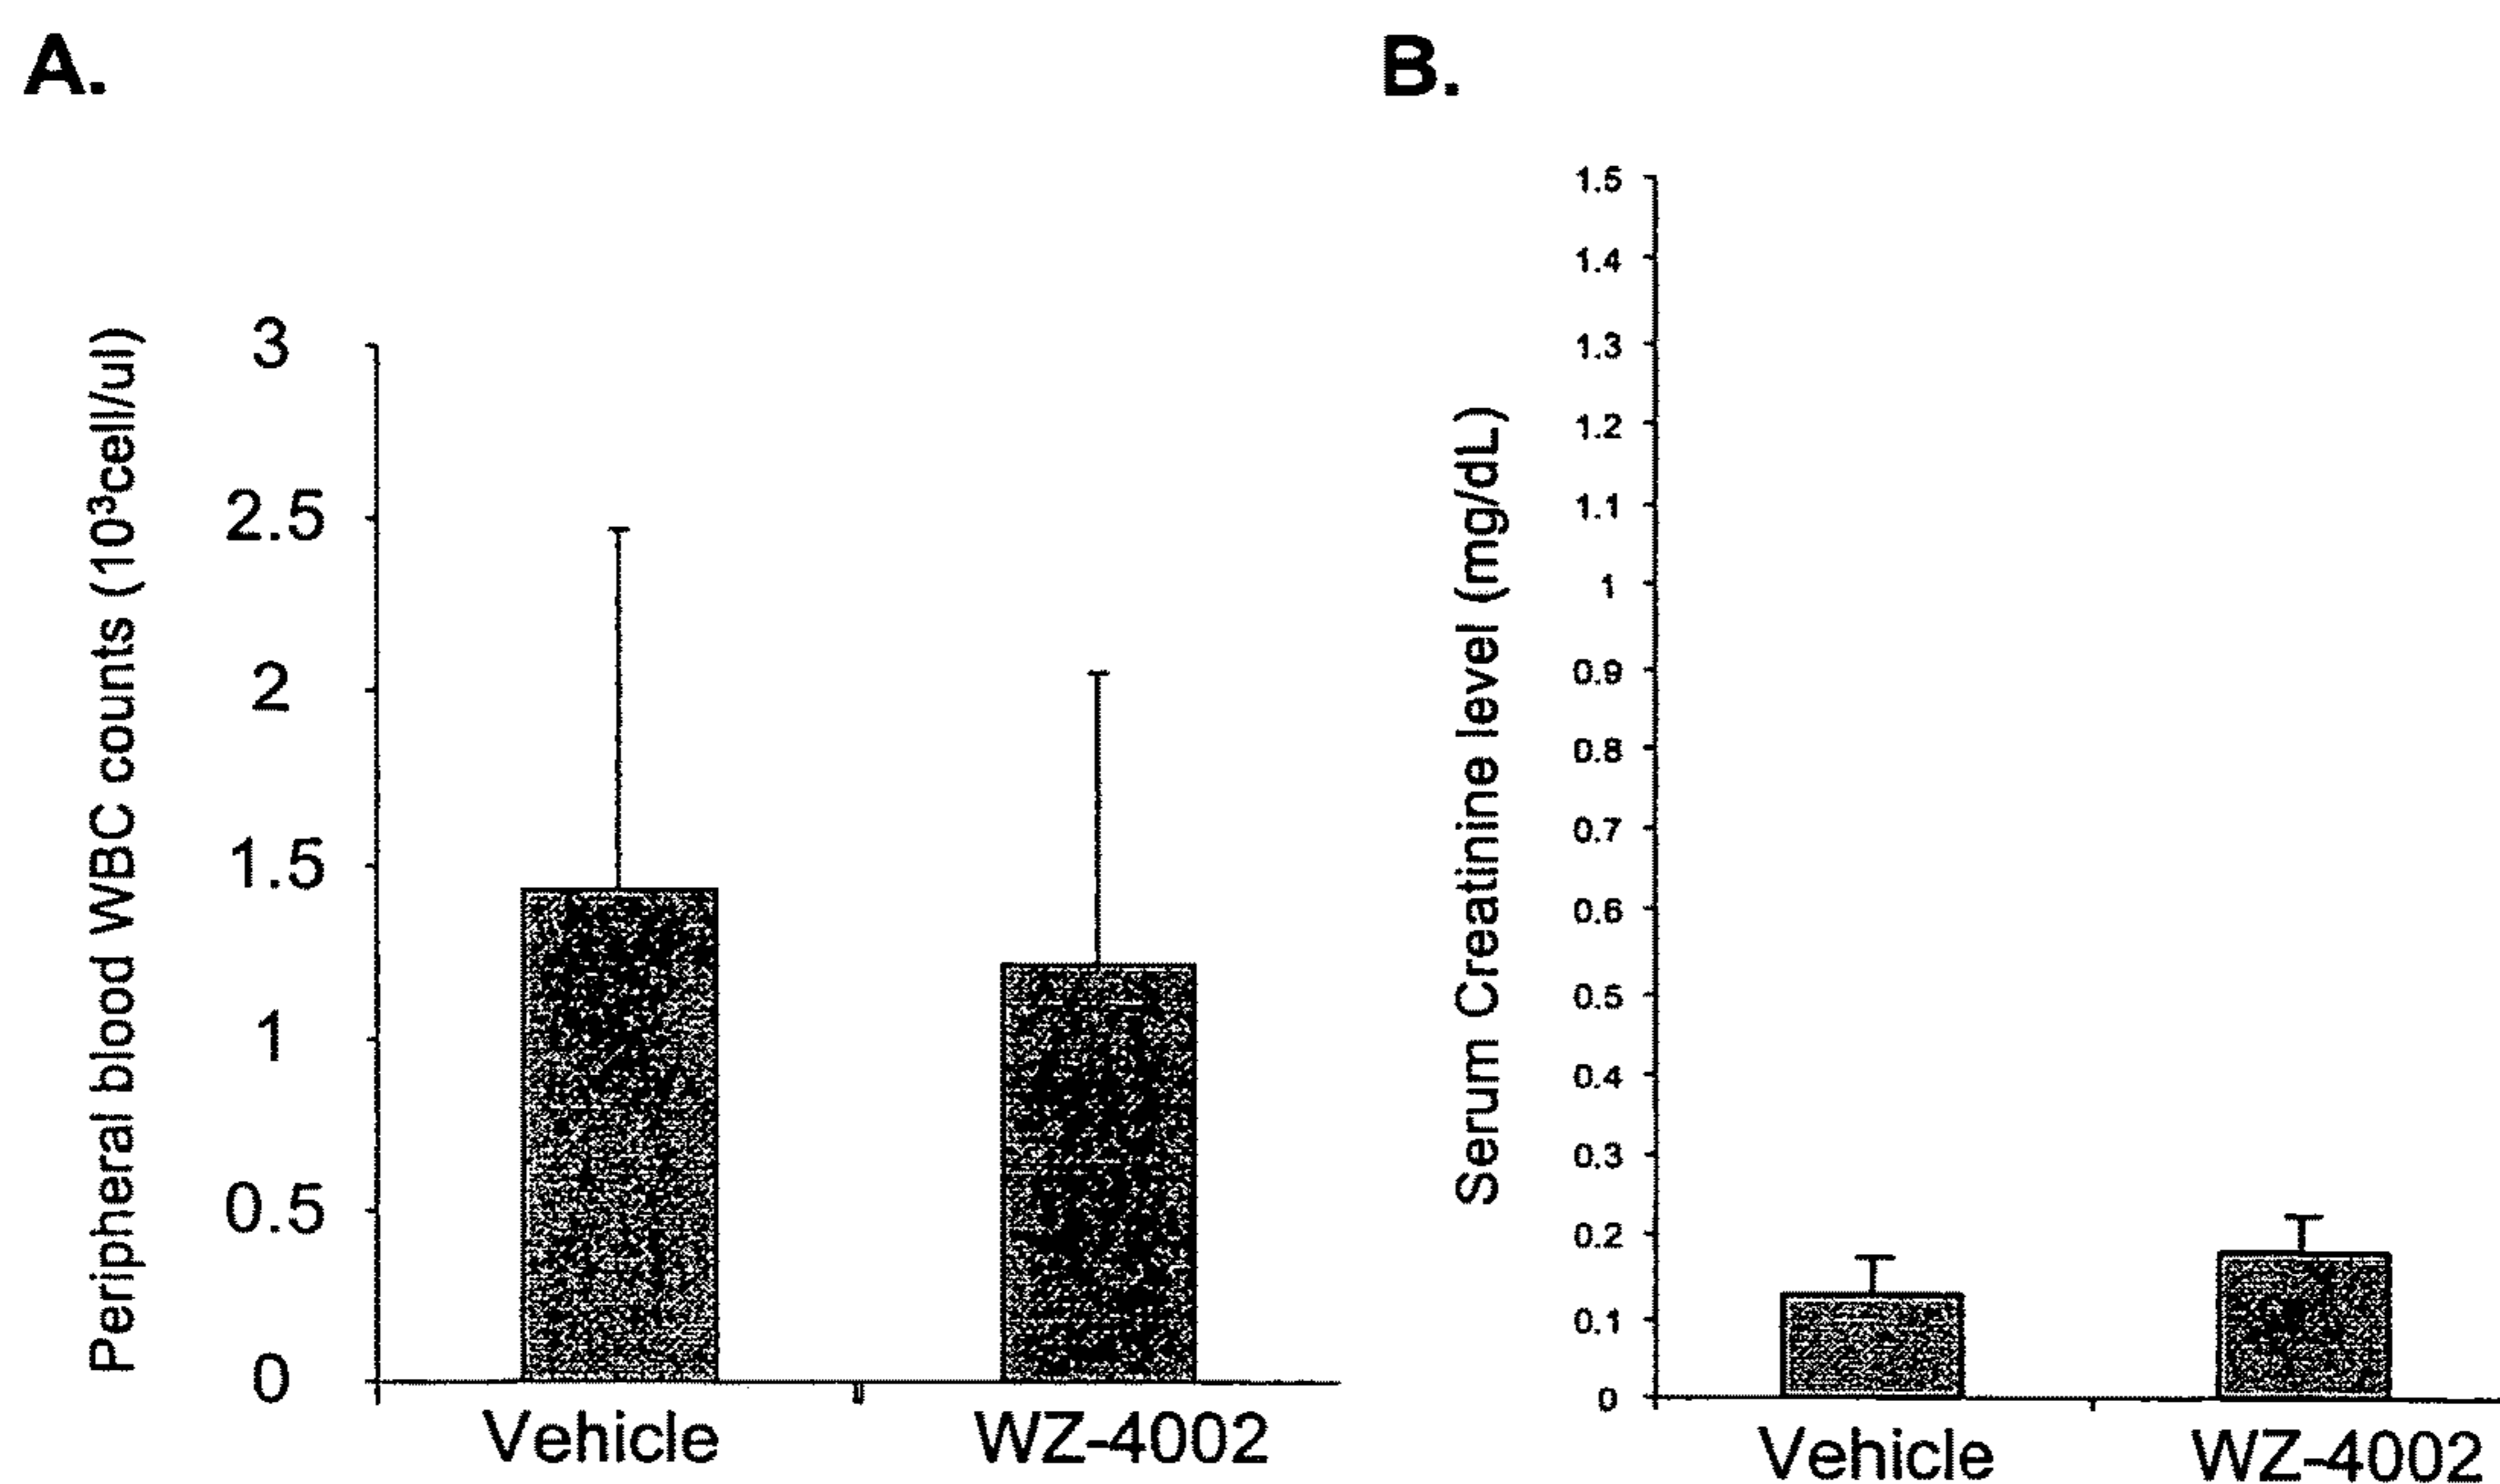 A.
Peripheral blood WBC counts (10³cell/ul)
3
2.5
2
1.5
1
0.5
0
Vehicle
WZ-4002
B.
Serum Creatinine level (mg/dL)
1.5
1.4
1.3
1.2
1.1
1
0.9
0.8
0.7
0.6
0.5
0.4
0.3
0.2
0.1
0
Vehicle
WZ-4002